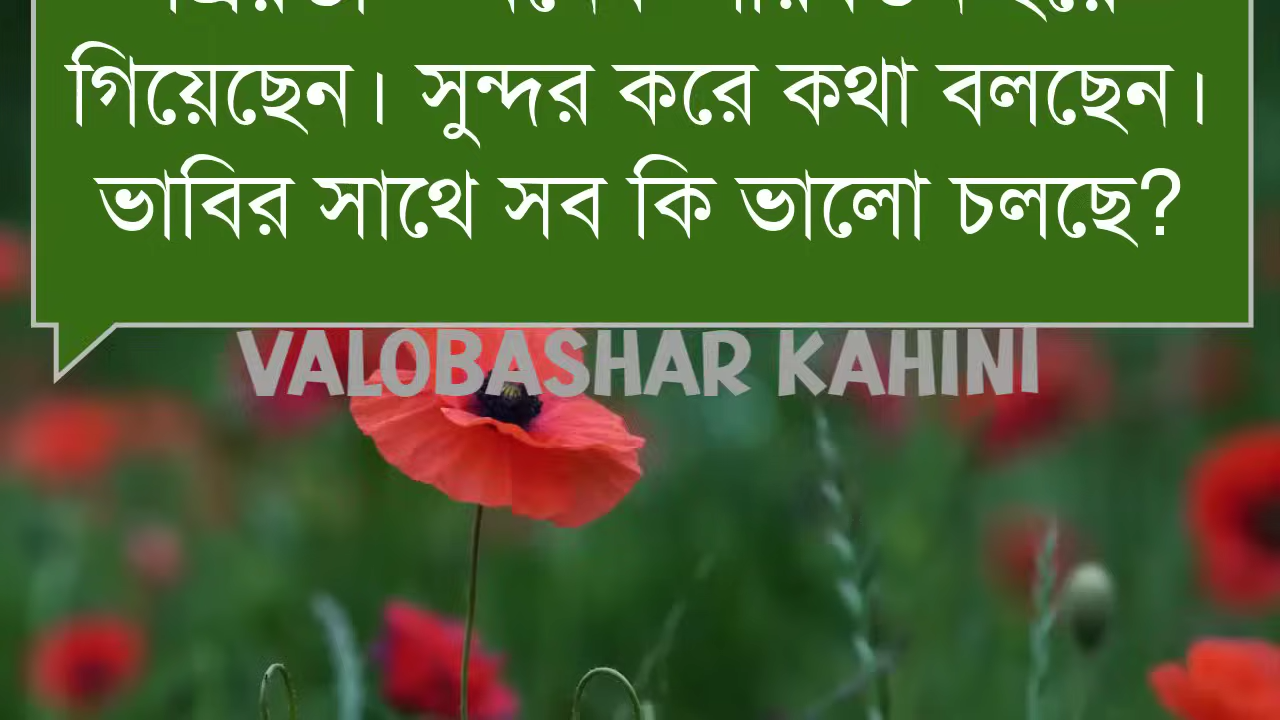 গিয়েছেন। সুন্দর করে কথা বলছেন।
ভাবির সাথে সব কি ভালো চলছে?
VALOBASHAR KAHINI